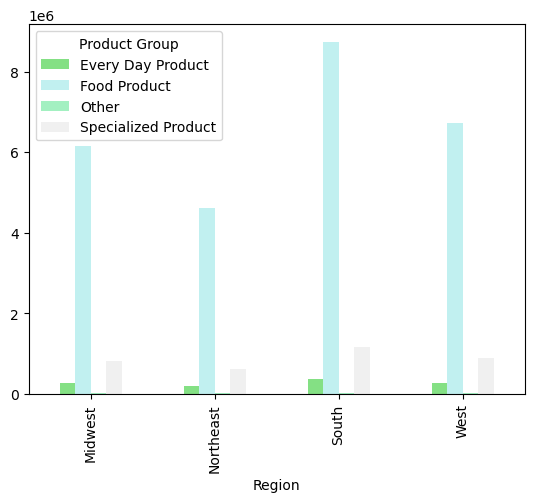 1e6
Product Group
Every Day Product
Food Product
Other
Specialized Product
8
6
4
2
0
Midwest
Northeast
South
West
Region